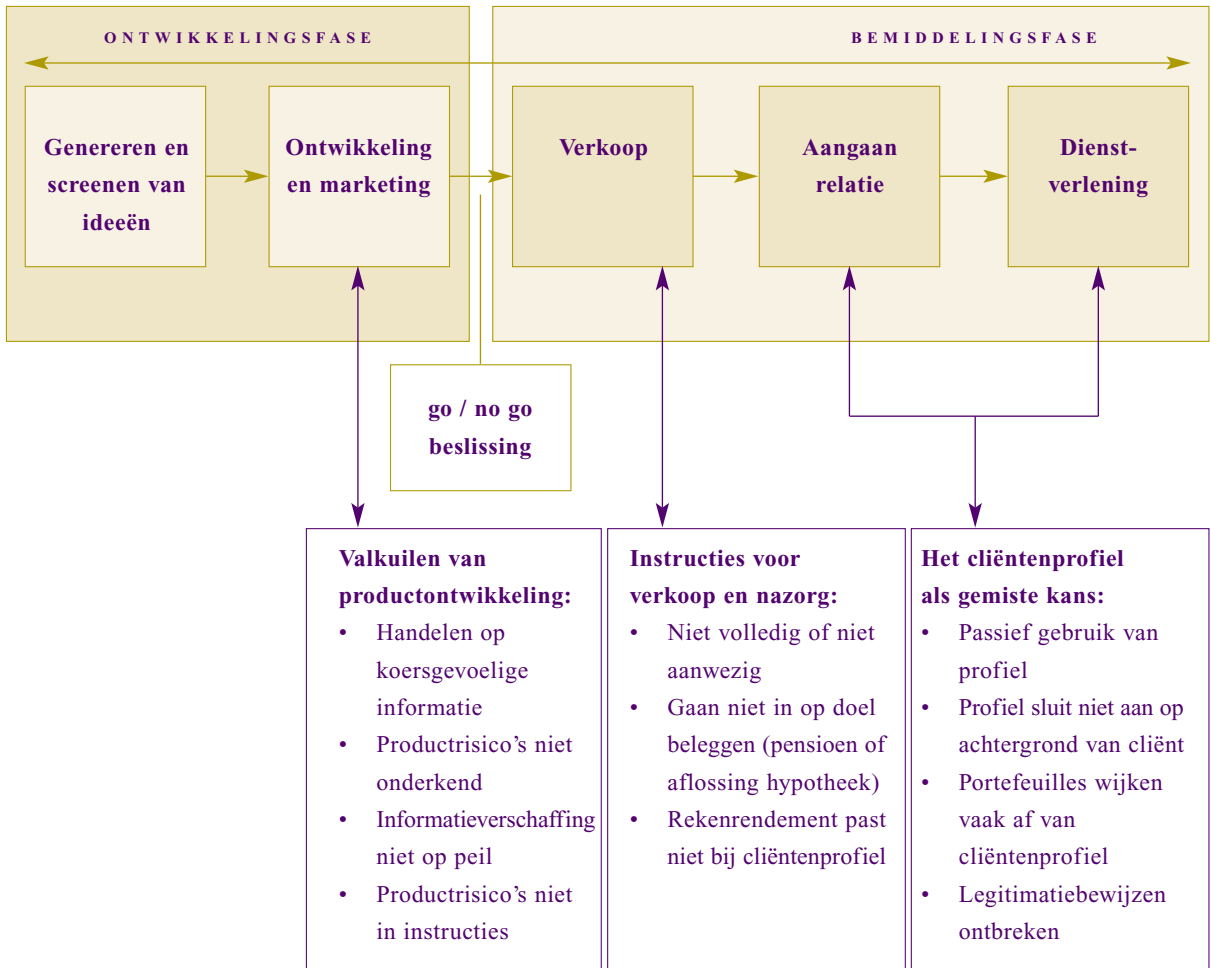 ONTWIKKELINGSFASE
BEMIDDELINGSFASE
Genereren en
screenen van
ideeën
Ontwikkeling
en marketing
Verkoop
Aangaan
relatie
Dienst-
verlening
go / no go
beslissing
Valkuilen van
productontwikkeling:
• Handelen op
koersgevoelige
informatie
• Productrisico’s niet
onderkend
• Informatieverschaffing
niet op peil
• Productrisico’s niet
in instructies
Instructies voor
verkoop en nazorg:
• Niet volledig of niet
aanwezig
• Gaan niet in op doel
beleggen (pensioen of
aflossing hypotheek)
• Rekenrendement past
niet bij cliëntenprofiel
Het cliëntenprofiel
als gemiste kans:
• Passief gebruik van
profiel
• Profiel sluit niet aan op
achtergrond van cliënt
• Portefeuilles wijken
vaak af van
cliëntenprofiel
• Legitimatiebewijzen
ontbreken